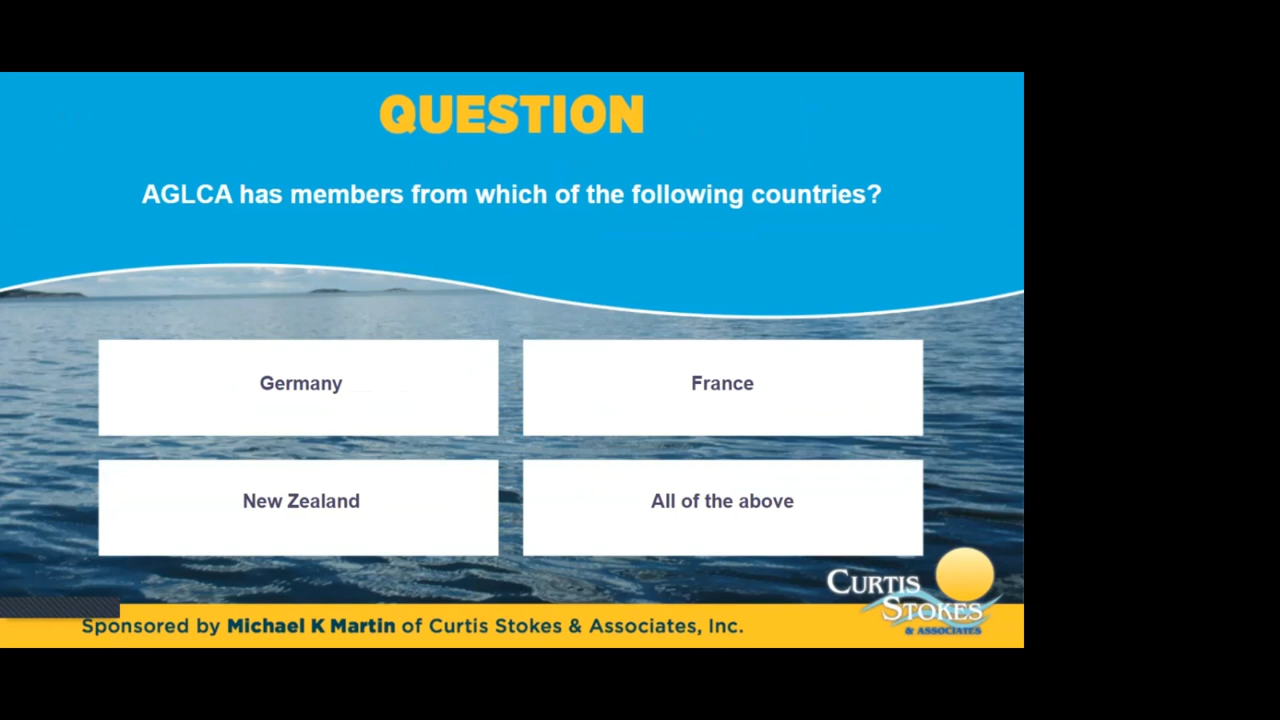 QUESTION
AGLCA has members from which of the following countries?
Germany
France
New Zealand
All of the above
CURTIS
STOKES
& ASSOCIATES
Sponsored by Michael K Martin of Curtis Stokes & Associates, Inc.